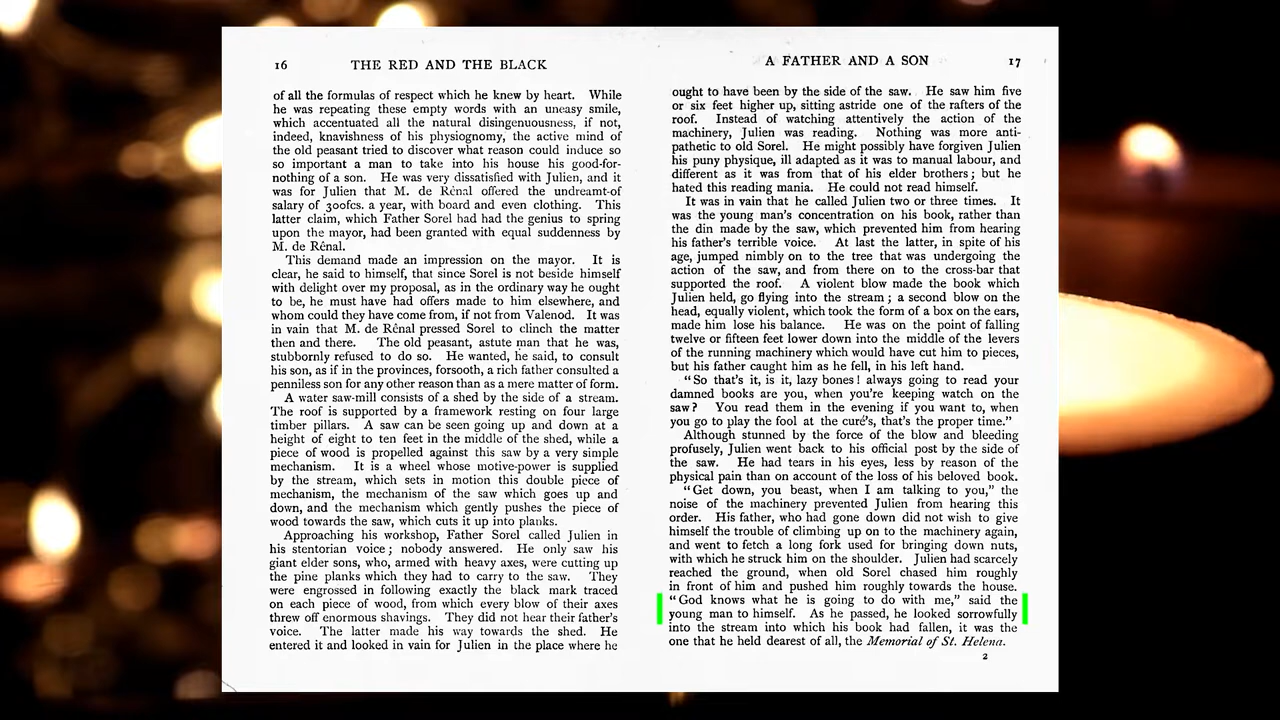 16 THE RED AND THE BLACK
of all the formulas of respect which he knew by heart. While
he was repeating these empty words with an uneasy smile,
which accentuated all the natural disingenuousness, if not,
indeed, knavishness of his physiognomy, the active mind of
the old peasant tried to discover what reason could induce so
so important a man to take into his house his good-for-
nothing of a son. He was very dissatisfied with Julien, and it
was for Julien that M. de Rênal offered the undreamt-of
salary of 300fcs. a year, with board and even clothing. This
latter claim, which Father Sorel had had the genius to spring
upon the mayor, had been granted with equal suddenness by
M. de Rênal.
This demand made an impression on the mayor. It is
clear, he said to himself, that since Sorel is not beside himself
with delight over my proposal, as in the ordinary way he ought
to be, he must have had offers made to him elsewhere, and
whom could they have come from, if not from Valenod. It was
in vain that M. de Rênal pressed Sorel to clinch the matter
then and there. The old peasant, astute man that he was,
stubbornly refused to do so. He wanted, he said, to consult
his son, as if in the provinces, forsooth, a rich father consulted a
penniless son for any other reason than as a mere matter of form.
A water saw-mill consists of a shed by the side of a stream.
The roof is supported by a framework resting on four large
timber pillars. A saw can be seen going up and down at a
height of eight to ten feet in the middle of the shed, while a
piece of wood is propelled against this saw by a very simple
mechanism. It is a wheel whose motive-power is supplied
by the stream, which sets in motion this double piece of
mechanism, the mechanism of the saw which goes up and
down, and the mechanism which gently pushes the piece of
wood towards the saw, which cuts it up into planks.
Approaching his workshop, Father Sorel called Julien in
his stentorian voice; nobody answered. He only saw his
giant elder sons, who, armed with heavy axes, were cutting up
the pine planks which they had to carry to the saw. They
were engrossed in following exactly the black mark traced
on each piece of wood, from which every blow of their axes
threw off enormous shavings. They did not hear their father's
voice. The latter made his way towards the shed. He
entered it and looked in vain for Julien in the place where he
A FATHER AND A SON 17
ought to have been by the side of the saw. He saw him five
or six feet higher up, sitting astride one of the rafters of the
roof. Instead of watching attentively the action of the
machinery, Julien was reading. Nothing was more anti-
pathetic to old Sorel. He might possibly have forgiven Julien
his puny physique, ill adapted as it was to manual labour, and
different as it was from that of his elder brothers; but he
hated this reading mania. He could not read himself.
It was in vain that he called Julien two or three times. It
was the young man's concentration on his book, rather than
the din made by the saw, which prevented him from hearing
his father's terrible voice. At last the latter, in spite of his
age, jumped nimbly on to the tree that was undergoing the
action of the saw, and from there on to the cross-bar that
supported the roof. A violent blow made the book which
Julien held, go flying into the stream; a second blow on the
head, equally violent, which took the form of a box on the ears,
made him lose his balance. He was on the point of falling
twelve or fifteen feet lower down into the middle of the levers
of the running machinery which would have cut him to pieces,
but his father caught him as he fell, in his left hand.
"So that's it, is it, lazy bones! always going to read your
damned books are you, when you're keeping watch on the
saw? You read them in the evening if you want to, when
you go to play the fool at the curé's, that's the proper time."
Although stunned by the force of the blow and bleeding
profusely, Julien went back to his official post by the side of
the saw. He had tears in his eyes, less by reason of the
physical pain than on account of the loss of his beloved book.
"Get down, you beast, when I am talking to you," the
noise of the machinery prevented Julien from hearing this
order. His father, who had gone down did not wish to give
himself the trouble of climbing up on to the machinery again,
and went to fetch a long fork used for bringing down nuts,
with which he struck him on the shoulder. Julien had scarcely
reached the ground, when old Sorel chased him roughly
in front of him and pushed him roughly towards the house.
"God knows what he is going to do with me," said the
young man to himself. As he passed, he looked sorrowfully
into the stream into which his book had fallen, it was the
one that he held dearest of all, the Memorial of St. Helena.
2